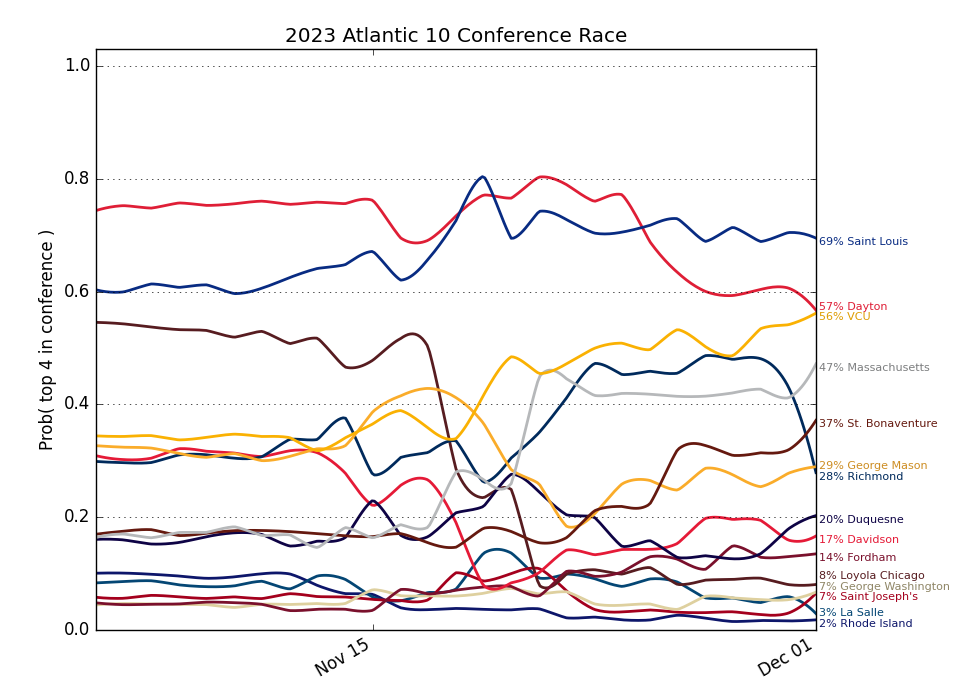 2023 Atlantic 10 Conference Race
Prob( top 4 in conference )
1.0
0.8
0.6
0.4
0.2
0.0
Nov 15
Dec 01
69% Saint Louis
57% Dayton
56% VCU
47% Massachusetts
37% St. Bonaventure
29% George Mason
28% Richmond
20% Duquesne
17% Davidson
14% Fordham
8% Loyola Chicago
7% George Washington
7% Saint Joseph's
3% La Salle
2% Rhode Island